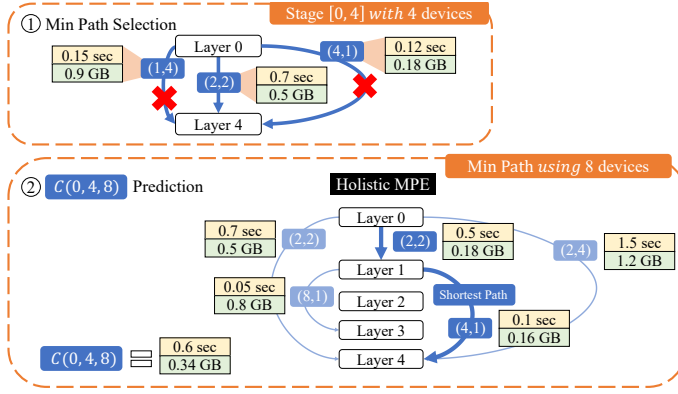 Stage [0, 4] with 4 devices
① Min Path Selection
0.15 sec
0.9 GB
(1,4)
Layer 0
(2,2)
0.7 sec
0.5 GB
(4,1)
0.12 sec
0.18 GB
Layer 4
Min Path using 8 devices
② C(0, 4, 8) Prediction
Holistic MPE
Layer 0
0.7 sec
0.5 GB
(2,2)
(2,2)
0.5 sec
0.18 GB
(2,4)
1.5 sec
1.2 GB
Layer 1
0.05 sec
0.8 GB
(8,1)
Shortest Path
Layer 2
(4,1)
0.1 sec
0.16 GB
Layer 3
Layer 4
C(0, 4, 8) =
0.6 sec
0.34 GB